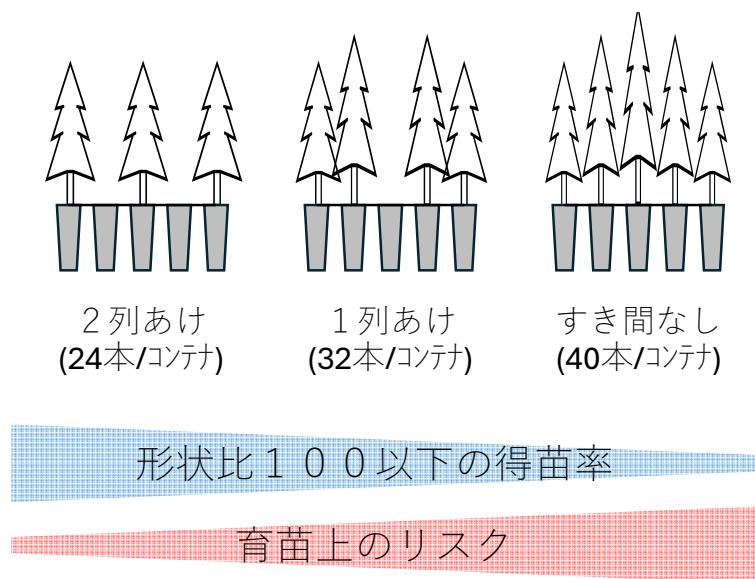 ２列あけ
(24本/ｺﾝﾃﾅ)
１列あけ
(32本/ｺﾝﾃﾅ)
すき間なし
(40本/ｺﾝﾃﾅ)
形状比１００以下の得苗率
育苗上のリスク